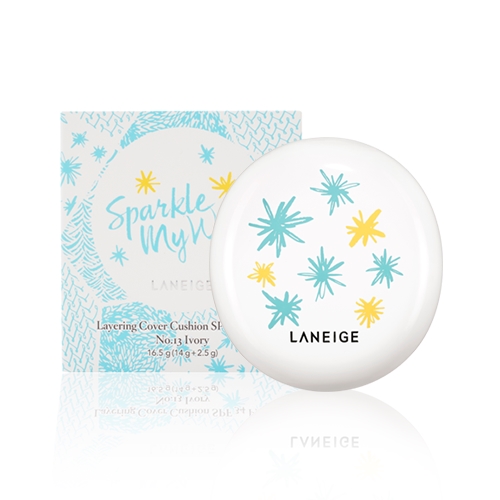 Sparkle
My
LANEIGE
Layering Cover Cushion
No.13 Ivory
16.5 g (14 g + 2.5 g)
LANEIGE